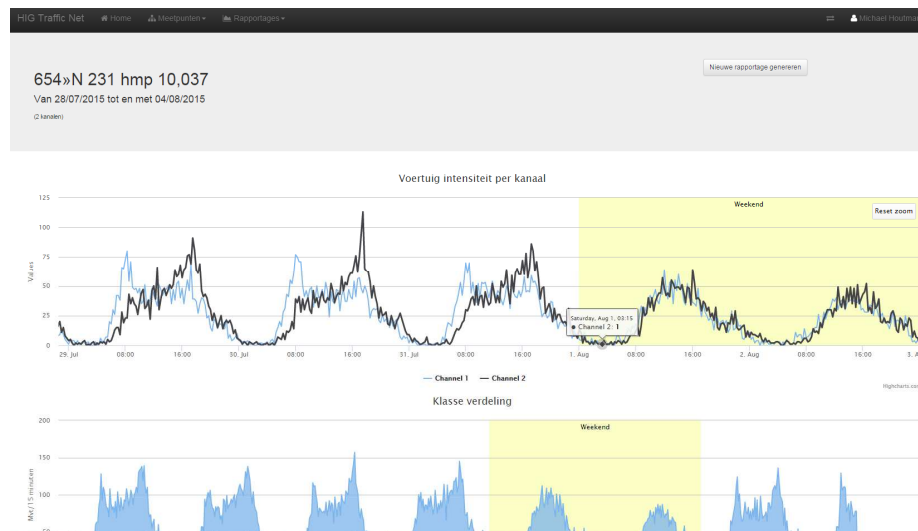 HIG Traffic Net Home Meetpunten Rapportages Michael Houtma
654»N 231 hmp 10,037
Nieuwe rapportage genereren
Van 28/07/2015 tot en met 04/08/2015
(2 kanalen)
Voertuig intensiteit per kanaal
125
100
75
50
25
0
Values
Weekend
Reset zoom
Saturday, Aug 1, 03:15
● Channel 2: 1
29. Jul 08:00 16:00 30. Jul 08:00 16:00 31. Jul 08:00 16:00 1. Aug 08:00 16:00 2. Aug 08:00 16:00 3. A
Channel 1 Channel 2
Highcharts.co
Klasse verdeling
200
150
100
50
Mvt/15 minuten
Weekend